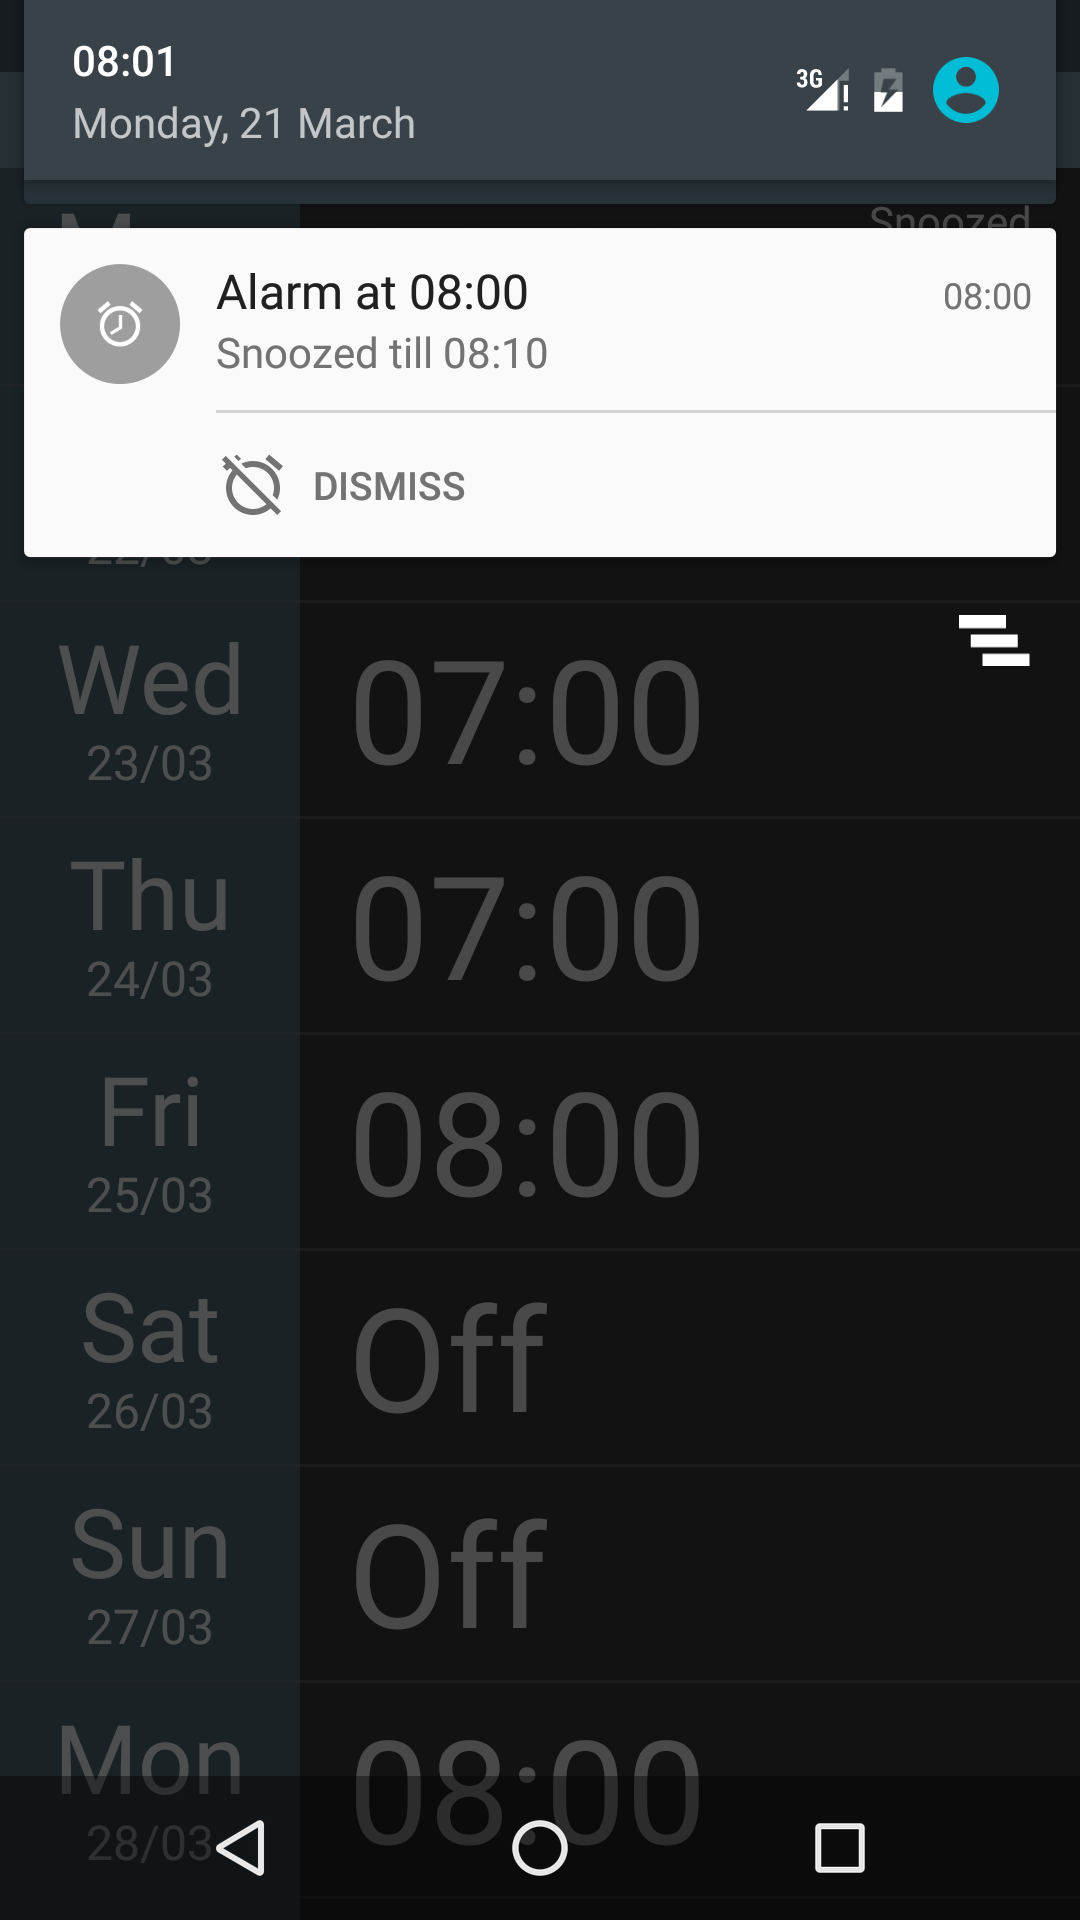 08:01
Monday, 21 March
3G
Snoozed
Alarm at 08:00
08:00
Snoozed till 08:10
DISMISS
Wed
07:00
23/03
Thu
07:00
24/03
Fri
08:00
25/03
Sat
Off
26/03
Sun
Off
27/03
Mon
08:00
28/03